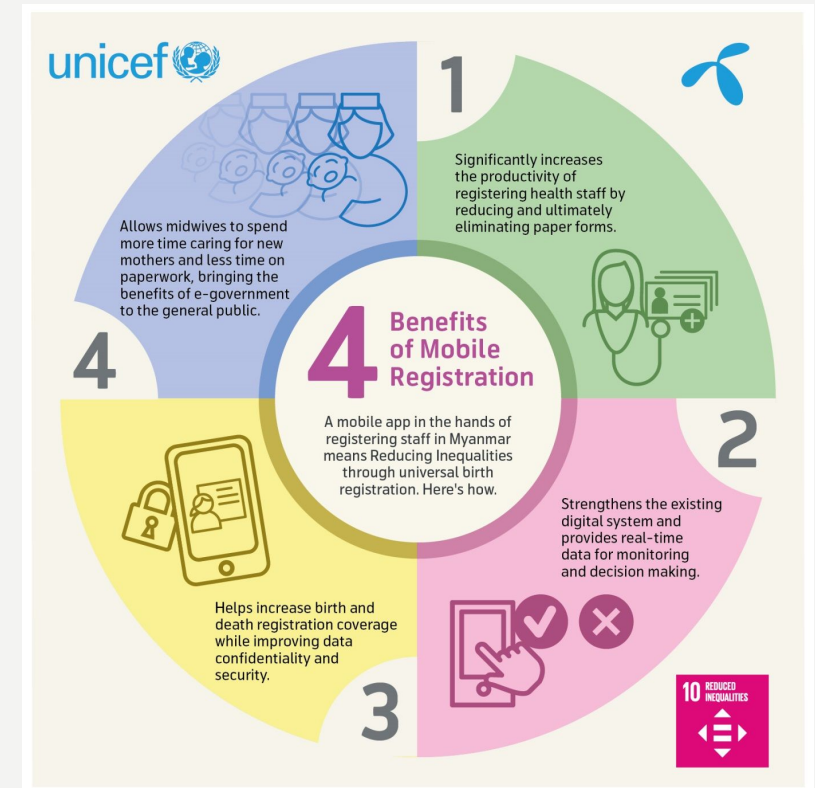 unicef
4
Benefits
of Mobile
Registration
A mobile app in the hands of
registering staff in Myanmar
means Reducing Inequalities
through universal birth
registration. Here's how.
1
Significantly increases
the productivity of
registering health staff by
reducing and ultimately
eliminating paper forms.
2
Strengthens the existing
digital system and
provides real-time
data for monitoring
and decision making.
3
Helps increase birth and
death registration coverage
while improving data
confidentiality and
security.
4
Allows midwives to spend
more time caring for new
mothers and less time on
paperwork, bringing the
benefits of e-government
to the general public.
10 REDUCED
INEQUALITIES